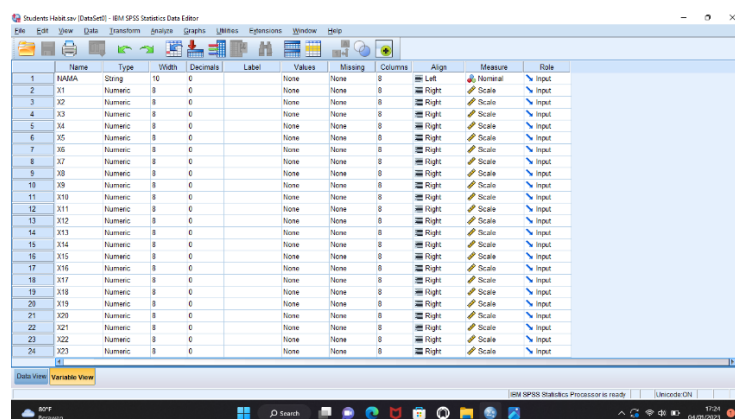 Students Habit.sav [DataSet0] - IBM SPSS Statistics Data Editor
File Edit View Data Transform Analyze Graphs Utilities Extensions Window Help
Name Type Width Decimals Label Values Missing Columns Align Measure Role
1 NAMA String 10 0 None None 8 Left Nominal Input
2 X1 Numeric 8 0 None None 8 Right Scale Input
3 X2 Numeric 8 0 None None 8 Right Scale Input
4 X3 Numeric 8 0 None None 8 Right Scale Input
5 X4 Numeric 8 0 None None 8 Right Scale Input
6 X5 Numeric 8 0 None None 8 Right Scale Input
7 X6 Numeric 8 0 None None 8 Right Scale Input
8 X7 Numeric 8 0 None None 8 Right Scale Input
9 X8 Numeric 8 0 None None 8 Right Scale Input
10 X9 Numeric 8 0 None None 8 Right Scale Input
11 X10 Numeric 8 0 None None 8 Right Scale Input
12 X11 Numeric 8 0 None None 8 Right Scale Input
13 X12 Numeric 8 0 None None 8 Right Scale Input
14 X13 Numeric 8 0 None None 8 Right Scale Input
15 X14 Numeric 8 0 None None 8 Right Scale Input
16 X15 Numeric 8 0 None None 8 Right Scale Input
17 X16 Numeric 8 0 None None 8 Right Scale Input
18 X17 Numeric 8 0 None None 8 Right Scale Input
19 X18 Numeric 8 0 None None 8 Right Scale Input
20 X19 Numeric 8 0 None None 8 Right Scale Input
21 X20 Numeric 8 0 None None 8 Right Scale Input
22 X21 Numeric 8 0 None None 8 Right Scale Input
23 X22 Numeric 8 0 None None 8 Right Scale Input
24 X23 Numeric 8 0 None None 8 Right Scale Input
Data View Variable View
IBM SPSS Statistics Processor is ready Unicode:ON
80°F
Berawan
Search
17:24
04/01/2023